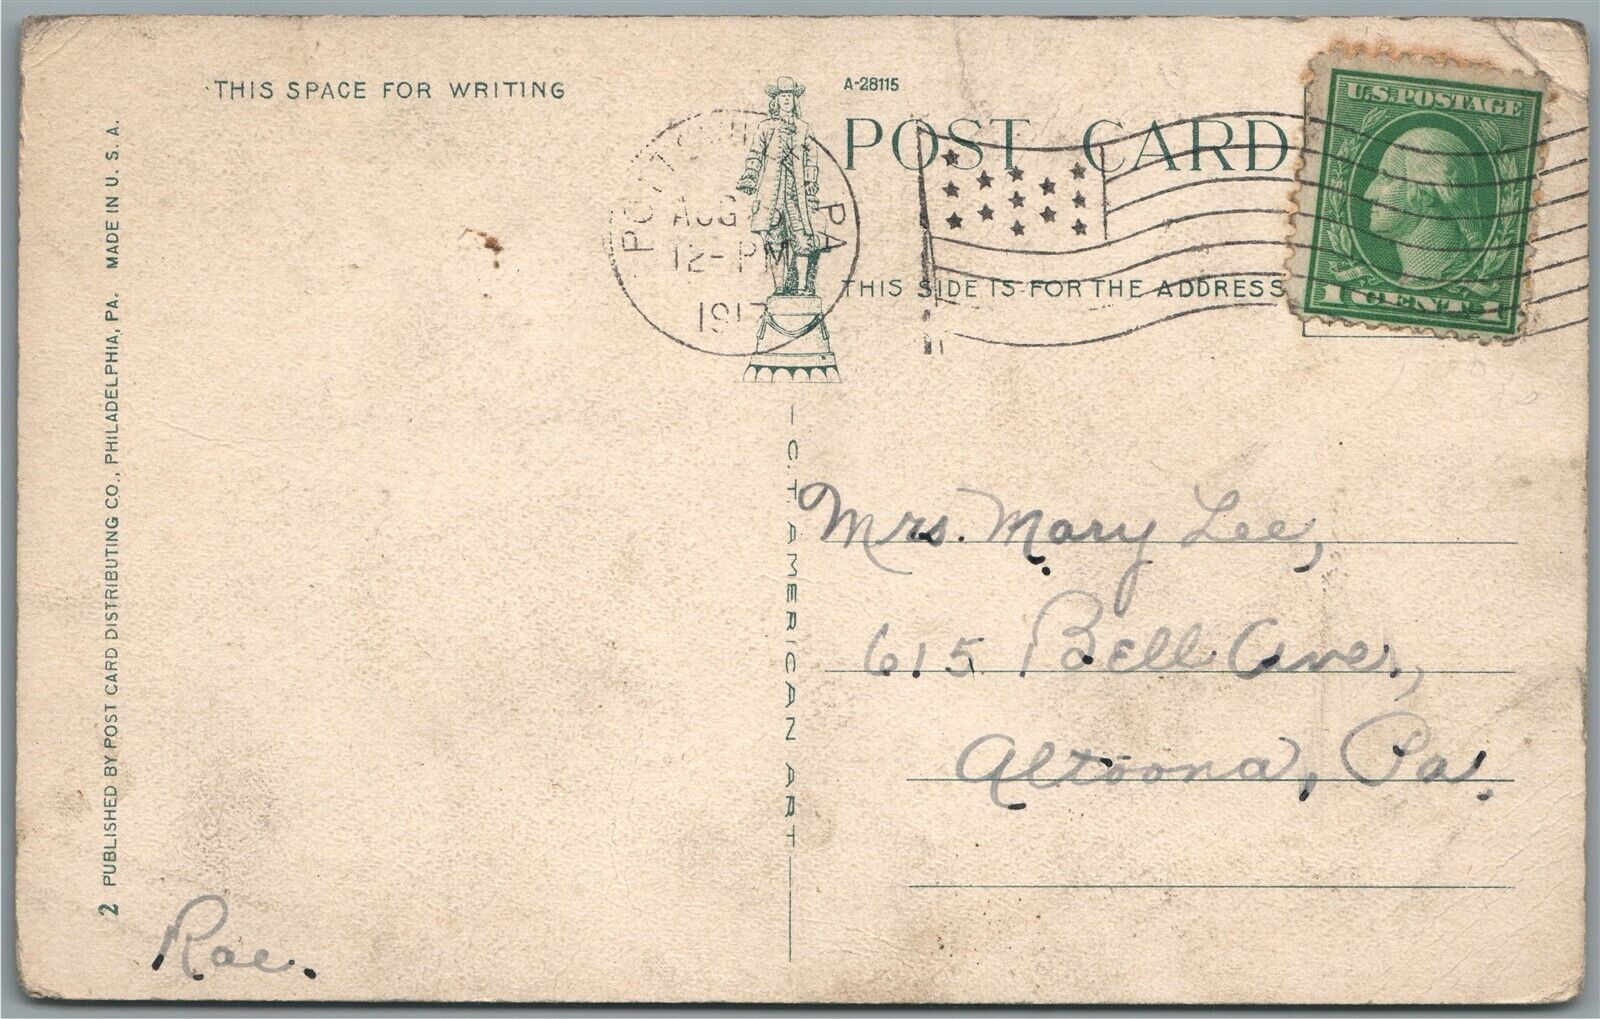 THIS SPACE FOR WRITING
2 PUBLISHED BY POST CARD DISTRIBUTING CO., PHILADELPHIA, PA. MADE IN U. S. A.
Rae.
PA
AUG
12-PM
A-28115
POST CARD
THIS SIDE IS FOR THE ADDRESS
U.S. POSTAGE
1 CENT 1
C. T. AMERICAN ART
Mrs. Mary Lee,
615 Bell Ave.,
Altoona, Pa.